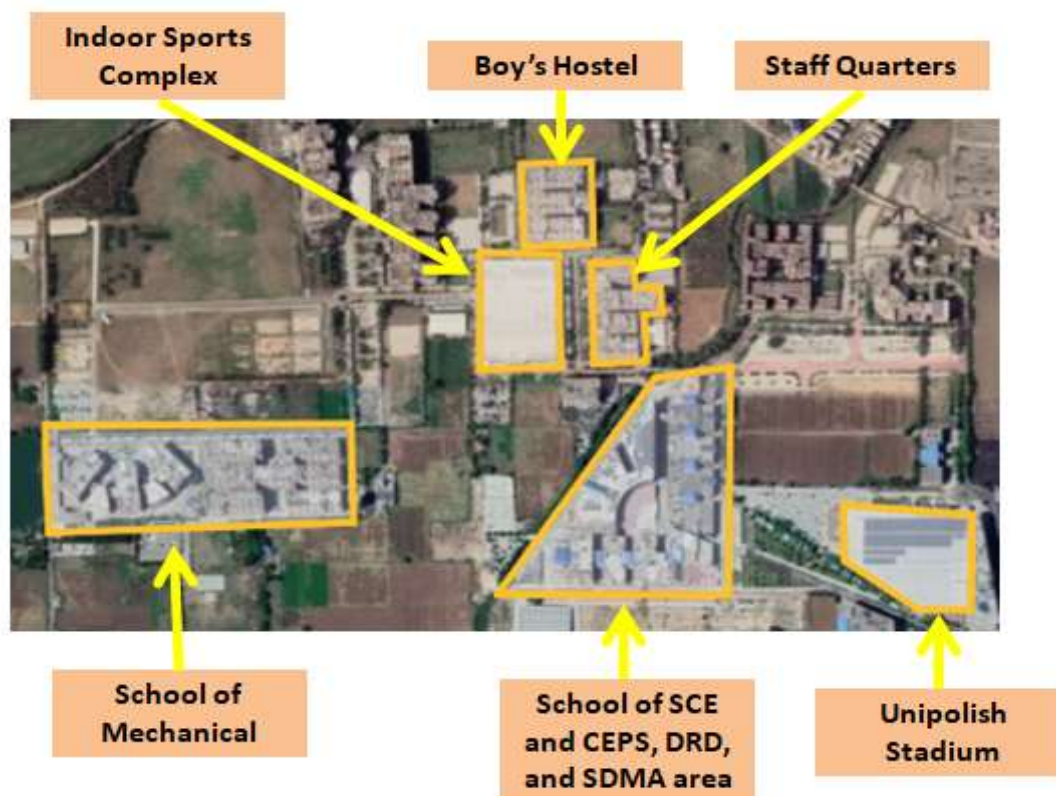 Indoor Sports
Complex
Boy's Hostel
Staff Quarters
School of
Mechanical
School of SCE
and CEPS, DRD,
and SDMA area
Unipolish
Stadium